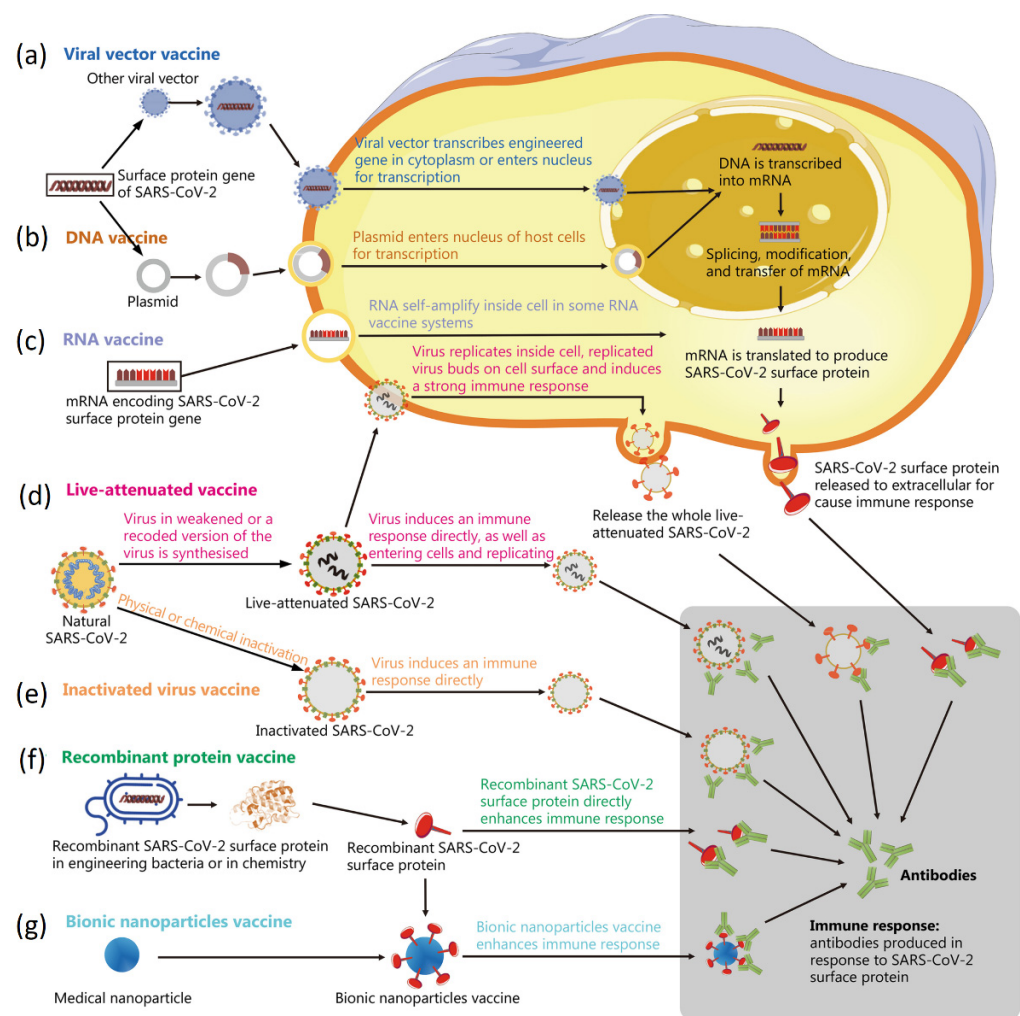 (a) Viral vector vaccine
Other viral vector
Surface protein gene
of SARS-CoV-2
Viral vector transcribes engineered
gene in cytoplasm or enters nucleus
for transcription
DNA is transcribed
into mRNA
(b) DNA vaccine
Plasmid
Plasmid enters nucleus of host cells
for transcription
Splicing, modification,
and transfer of mRNA
(c) RNA vaccine
mRNA encoding SARS-CoV-2
surface protein gene
RNA self-amplify inside cell in some RNA
vaccine systems
mRNA is translated to produce
SARS-CoV-2 surface protein
Virus replicates inside cell, replicated
virus buds on cell surface and induces
a strong immune response
SARS-CoV-2 surface protein
released to extracellular for
cause immune response
Release the whole live-
attenuated SARS-CoV-2
(d) Live-attenuated vaccine
Virus in weakened or a
recoded version of the
virus is synthesised
Virus induces an immune
response directly, as well as
entering cells and replicating
Live-attenuated SARS-CoV-2
Natural
SARS-CoV-2
Physical or chemical inactivation
(e) Inactivated virus vaccine
Virus induces an immune
response directly
Inactivated SARS-CoV-2
(f) Recombinant protein vaccine
Recombinant SARS-CoV-2 surface protein
in engineering bacteria or in chemistry
Recombinant SARS-CoV-2
surface protein
Recombinant SARS-CoV-2
surface protein directly
enhances immune response
Antibodies
(g) Bionic nanoparticles vaccine
Medical nanoparticle
Bionic nanoparticles vaccine
Bionic nanoparticles vaccine
enhances immune response
Immune response:
antibodies produced in
response to SARS-CoV-2
surface protein